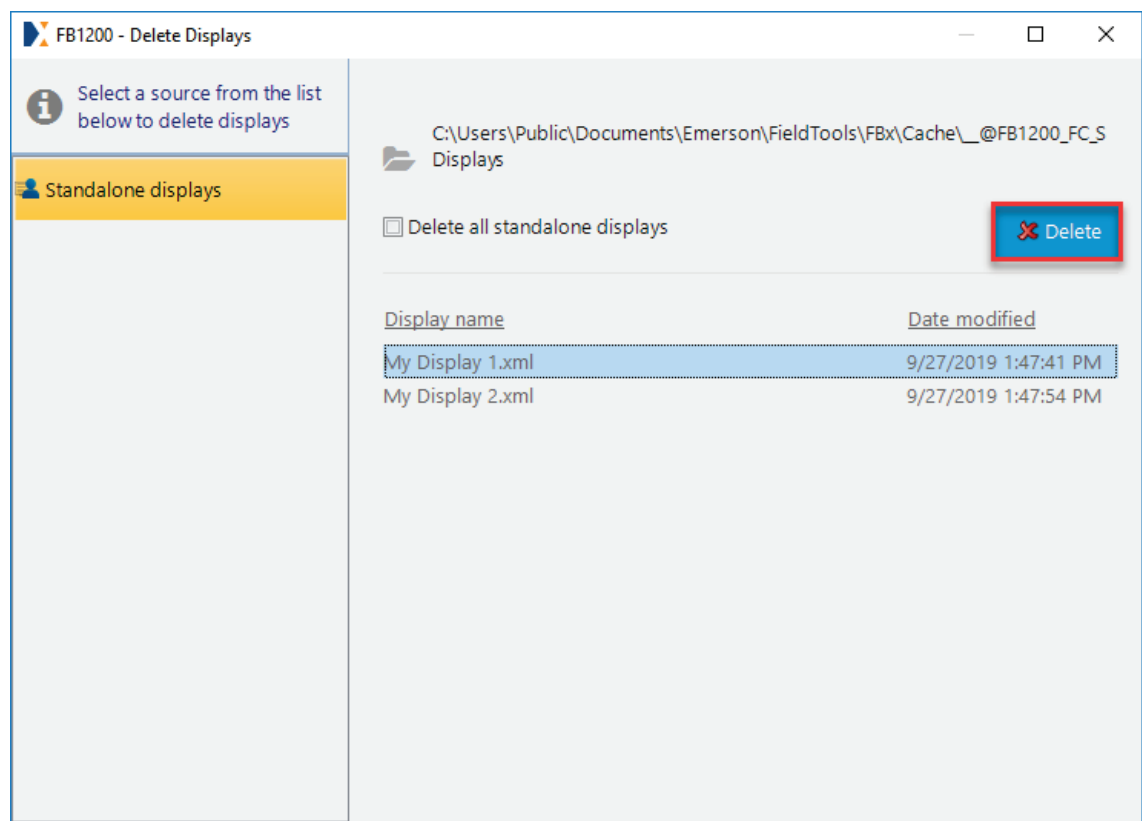 FB1200 - Delete Displays
Select a source from the list
below to delete displays
Standalone displays
C:\Users\Public\Documents\Emerson\FieldTools\FBx\Cache\__@FB1200_FC_S
Displays
Delete all standalone displays
Delete
Display name Date modified
My Display 1.xml 9/27/2019 1:47:41 PM
My Display 2.xml 9/27/2019 1:47:54 PM